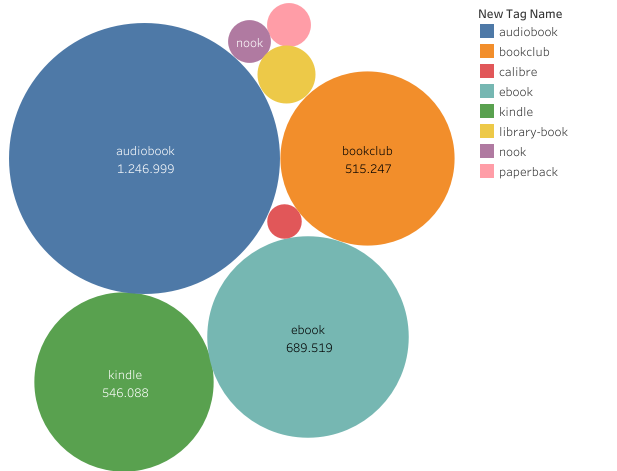 New Tag Name
audiobook
bookclub
calibre
ebook
kindle
library-book
nook
paperback
nook
audiobook
1.246.999
bookclub
515.247
ebook
689.519
kindle
546.088